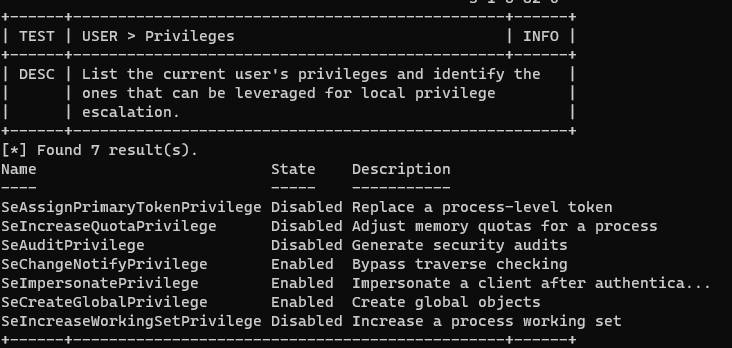 +------+------------------------------------------------+------+
| TEST | USER > Privileges                              | INFO |
+------+------------------------------------------------+------+
| DESC | List the current user's privileges and identify the   |
|      | ones that can be leveraged for local privilege        |
|      | escalation.                                           |
+------+-------------------------------------------------------+
[*] Found 7 result(s).
Name                          State    Description
----                          -----    -----------
SeAssignPrimaryTokenPrivilege Disabled Replace a process-level token
SeIncreaseQuotaPrivilege      Disabled Adjust memory quotas for a process
SeAuditPrivilege              Disabled Generate security audits
SeChangeNotifyPrivilege       Enabled  Bypass traverse checking
SeImpersonatePrivilege        Enabled  Impersonate a client after authentica...
SeCreateGlobalPrivilege       Enabled  Create global objects
SeIncreaseWorkingSetPrivilege Disabled Increase a process working set
+------+------------------------------------------------+------+